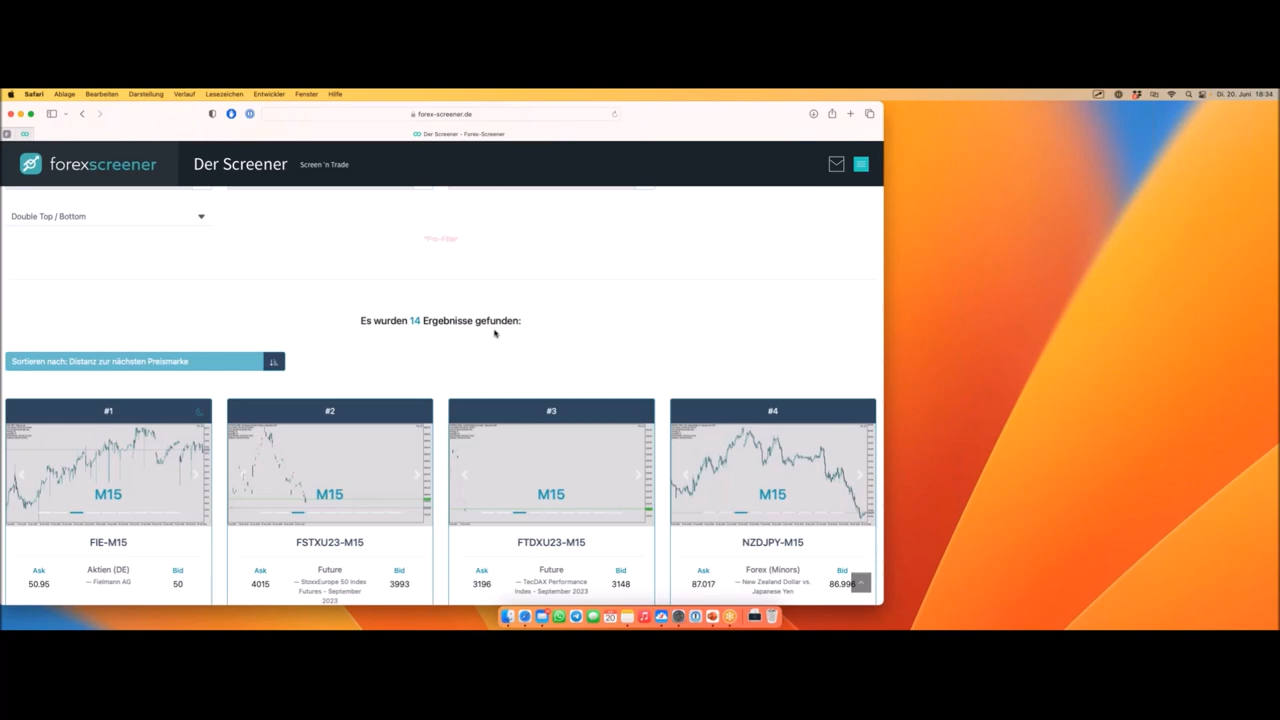 Safari Ablage Bearbeiten Darstellung Verlauf Lesezeichen Entwickler Fenster Hilfe
Di. 20. Juni 18:34
forex-screener.de
Der Screener - Forex-Screener
forexscreener
Der Screener
Screen 'n Trade
Double Top / Bottom
*Pro-Filter
Es wurden 14 Ergebnisse gefunden:
Sortieren nach: Distanz zur nächsten Preismarke
#1
#2
#3
#4
M15
M15
M15
M15
FIE-M15
FSTXU23-M15
FTDXU23-M15
NZDJPY-M15
Ask
50.95
Aktien (DE)
— Fielmann AG
Bid
50
Ask
4015
Future
— StoxxEurope 50 Index
Futures - September
2023
Bid
3993
Ask
3196
Future
— TecDAX Performance
Index - September 2023
Bid
3148
Ask
87.017
Forex (Minors)
— New Zealand Dollar vs.
Japanese Yen
Bid
86.996
20